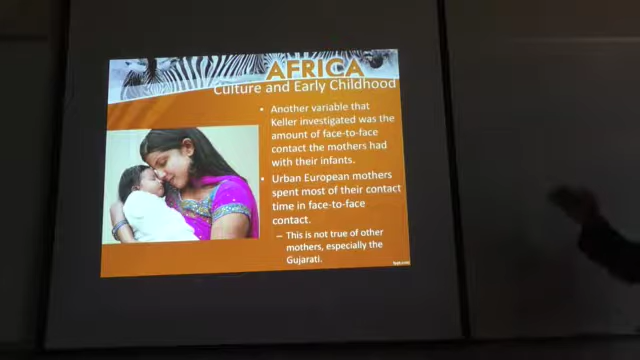 AFRICA
Culture and Early Childhood
• Another variable that
Keller investigated was the
amount of face-to-face
contact the mothers had
with their infants.
• Urban European mothers
spent most of their contact
time in face-to-face
contact.
– This is not true of other
mothers, especially the
Gujarati.